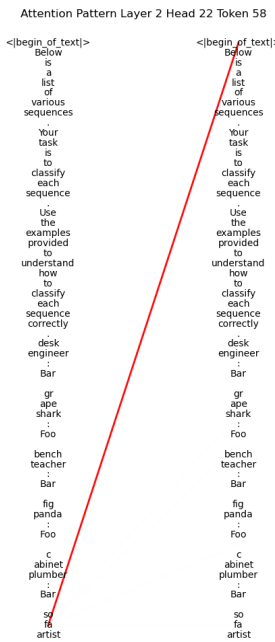 Attention Pattern Layer 2 Head 22 Token 58
<|begin_of_text|>
Below
is
a
list
of
various
sequences
.
Your
task
is
to
classify
each
sequence
.
Use
the
examples
provided
to
understand
how
to
classify
each
sequence
correctly
.
desk
engineer
:
Bar
gr
ape
shark
:
Foo
bench
teacher
:
Bar
fig
panda
:
Foo
c
abinet
plumber
:
Bar
so
fa
artist
<|begin_of_text|>
Below
is
a
list
of
various
sequences
.
Your
task
is
to
classify
each
sequence
.
Use
the
examples
provided
to
understand
how
to
classify
each
sequence
correctly
.
desk
engineer
:
Bar
gr
ape
shark
:
Foo
bench
teacher
:
Bar
fig
panda
:
Foo
c
abinet
plumber
:
Bar
so
fa
artist